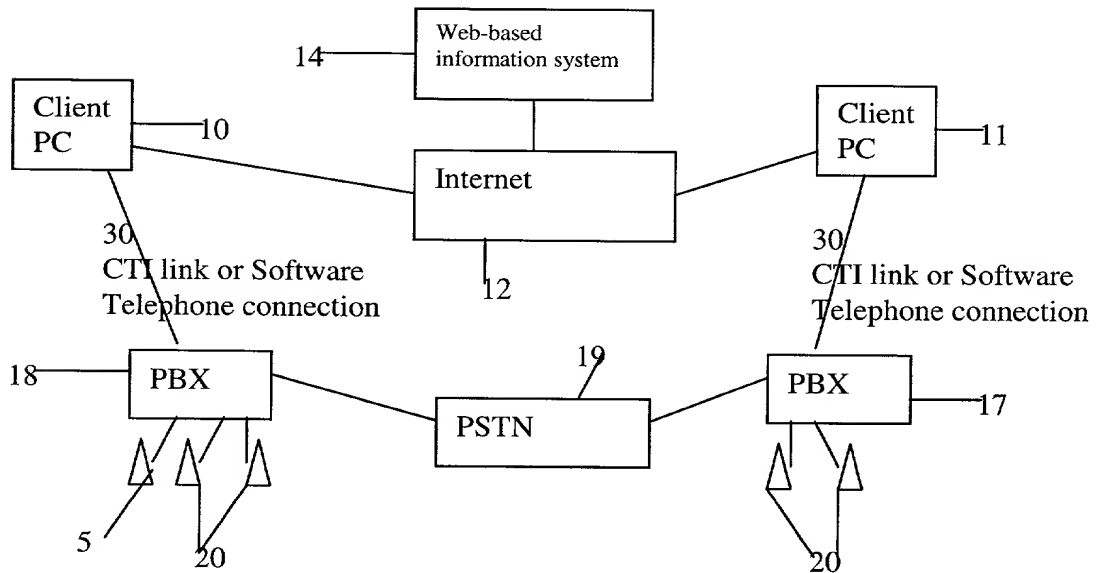 Web-based
information system
14
Client
PC
10
Client
PC
11
Internet
12
30
CTI link or Software
Telephone connection
30
CTI link or Software
Telephone connection
18
PBX
19
PSTN
PBX
17
5
20
20